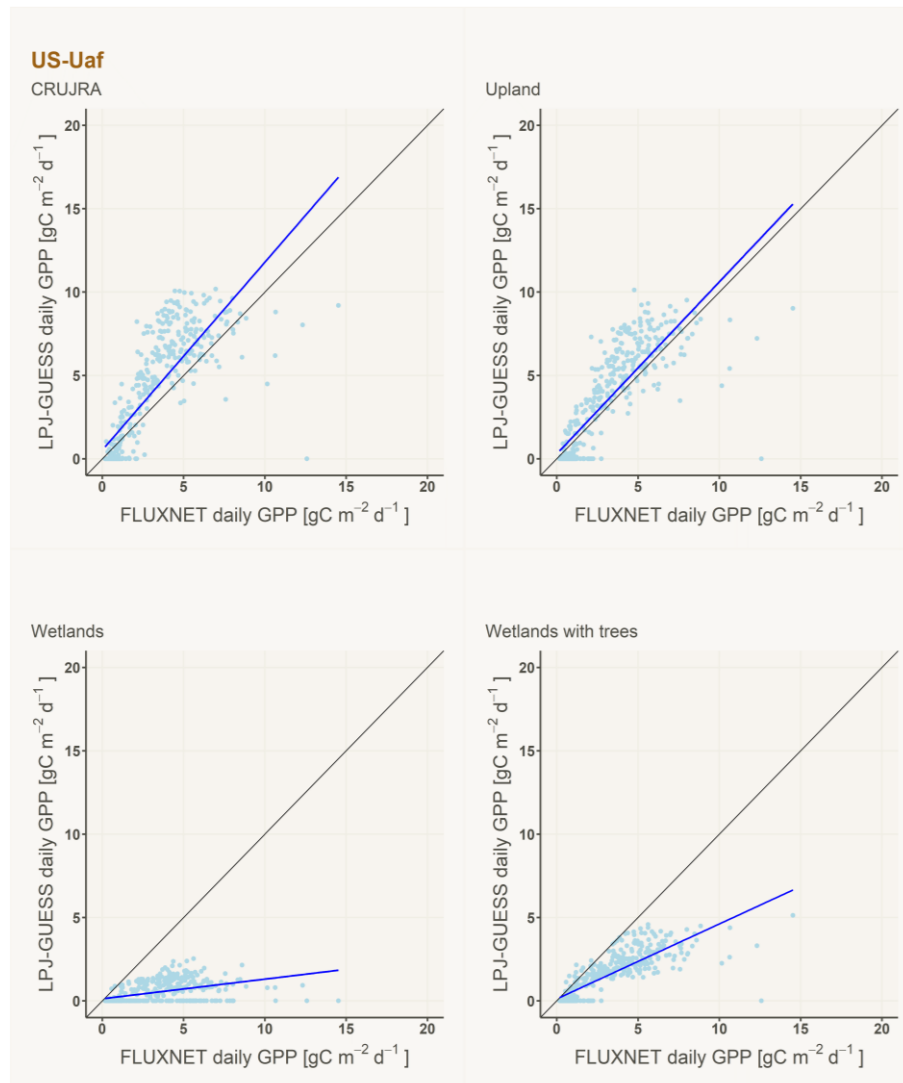 US-Uaf
CRUJRA
20
15
10
5
0
LPJ-GUESS daily GPP [gC m⁻² d⁻¹ ]
0 5 10 15 20
FLUXNET daily GPP [gC m⁻² d⁻¹ ]
Upland
20
15
10
5
0
LPJ-GUESS daily GPP [gC m⁻² d⁻¹ ]
0 5 10 15 20
FLUXNET daily GPP [gC m⁻² d⁻¹ ]
Wetlands
20
15
10
5
0
LPJ-GUESS daily GPP [gC m⁻² d⁻¹ ]
0 5 10 15 20
FLUXNET daily GPP [gC m⁻² d⁻¹ ]
Wetlands with trees
20
15
10
5
0
LPJ-GUESS daily GPP [gC m⁻² d⁻¹ ]
0 5 10 15 20
FLUXNET daily GPP [gC m⁻² d⁻¹ ]